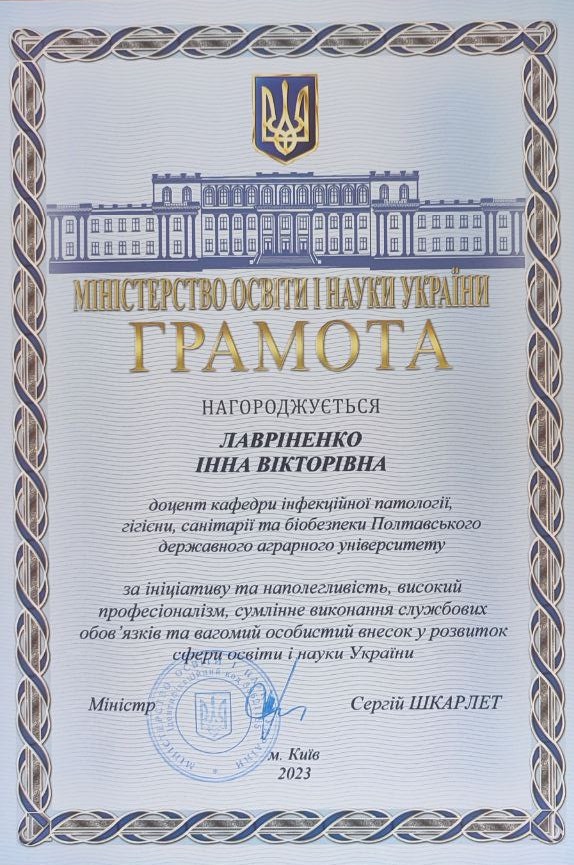 МІНІСТЕРСТВО ОСВІТИ І НАУКИ УКРАЇНИ
ГРАМОТА
НАГОРОДЖУЄТЬСЯ
ЛАВРІНЕНКО
ІННА ВІКТОРІВНА
доцент кафедри інфекційної патології,
гігієни, санітарії та біобезпеки Полтавського
державного аграрного університету
за ініціативу та наполегливість, високий
професіоналізм, сумлінне виконання службових
обов’язків та вагомий особистий внесок у розвиток
сфери освіти і науки України
Міністр Сергій ШКАРЛЕТ
м. Київ
2023